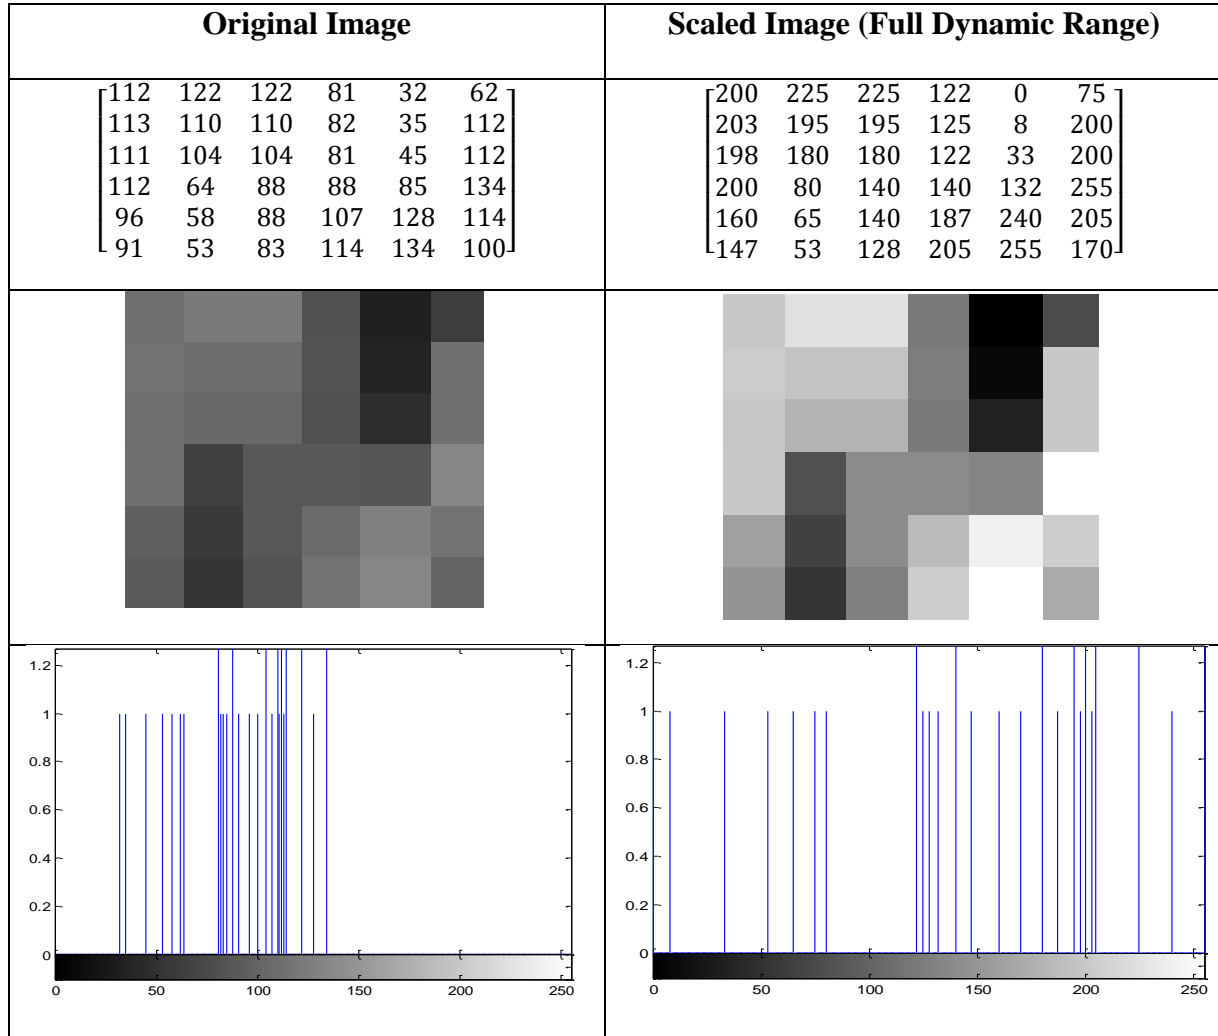 Original Image
Scaled Image (Full Dynamic Range)
112 122 122 81 32 62
113 110 110 82 35 112
111 104 104 81 45 112
112 64 88 88 85 134
96 58 88 107 128 114
91 53 83 114 134 100
200 225 225 122 0 75
203 195 195 125 8 200
198 180 180 122 33 200
200 80 140 140 132 255
160 65 140 187 240 205
147 53 128 205 255 170
1.2
1
0.8
0.6
0.4
0.2
0
0 50 100 150 200 250
1.2
1
0.8
0.6
0.4
0.2
0
0 50 100 150 200 250